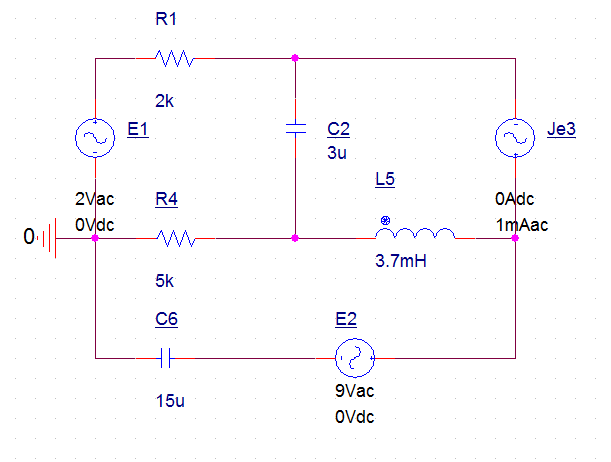 R1
2k
E1
2Vac
0Vdc
C2
3u
Je3
0Adc
1mAac
L5
3.7mH
R4
5k
0
C6
15u
E2
9Vac
0Vdc